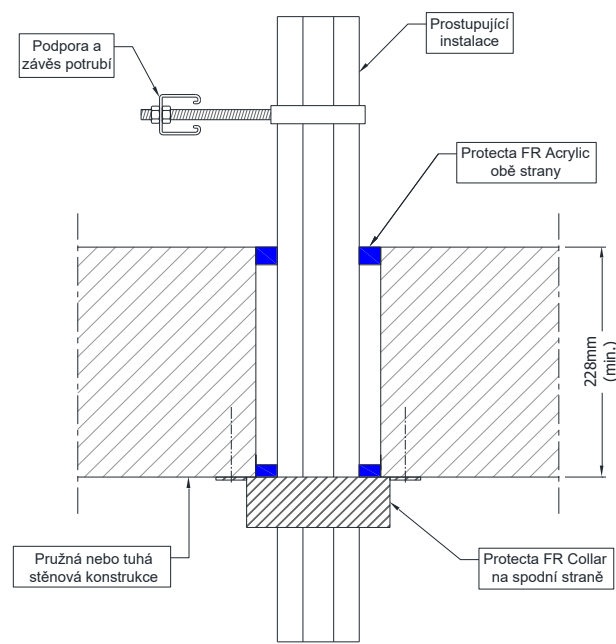 Podpora a
závěs potrubí
Prostupující
instalace
Protecta FR Acrylic
obě strany
228mm
(min.)
Pružná nebo tuhá
stěnová konstrukce
Protecta FR Collar
na spodní straně